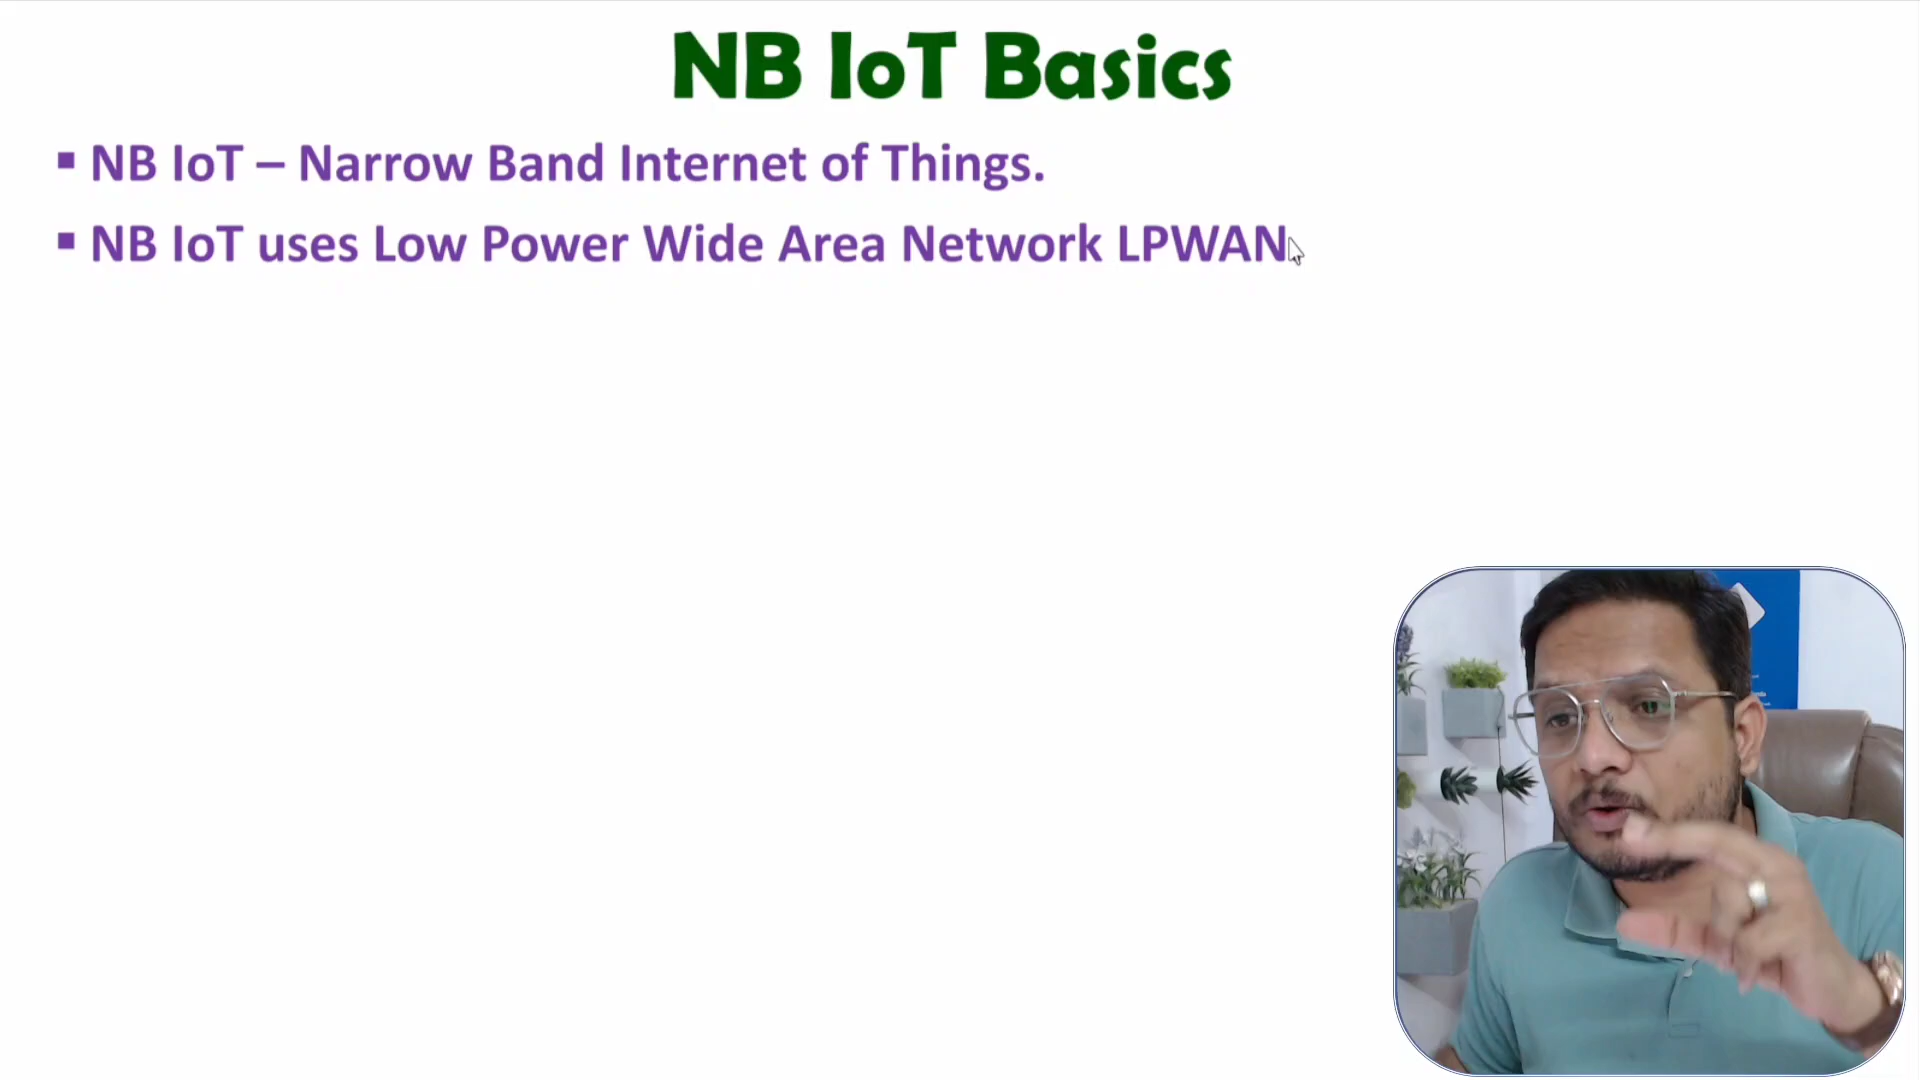 NB IoT Basics
▪ NB IoT – Narrow Band Internet of Things.
▪ NB IoT uses Low Power Wide Area Network LPWAN